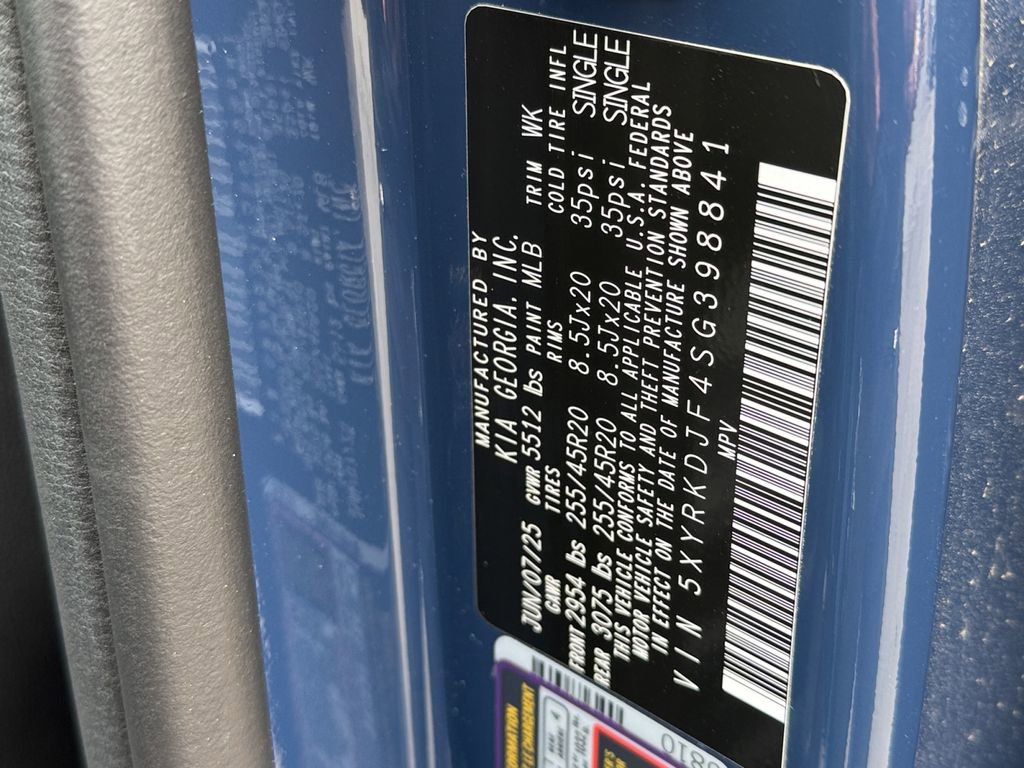 MANUFACTURED BY
KIA GEORGIA, INC.
JUN/07/25 GVWR 5512 lbs PAINT MLB TRIM WK
GAWR TIRES RIMS COLD TIRE INFL
FRONT 2954 lbs 255/45R20 8.5Jx20 35psi SINGLE
REAR 3075 lbs 255/45R20 8.5Jx20 35psi SINGLE
THIS VEHICLE CONFORMS TO ALL APPLICABLE U.S.A. FEDERAL
MOTOR VEHICLE SAFETY AND THEFT PREVENTION STANDARDS
IN EFFECT ON THE DATE OF MANUFACTURE SHOWN ABOVE
VIN 5XYRKDJF4SG398841
MPV